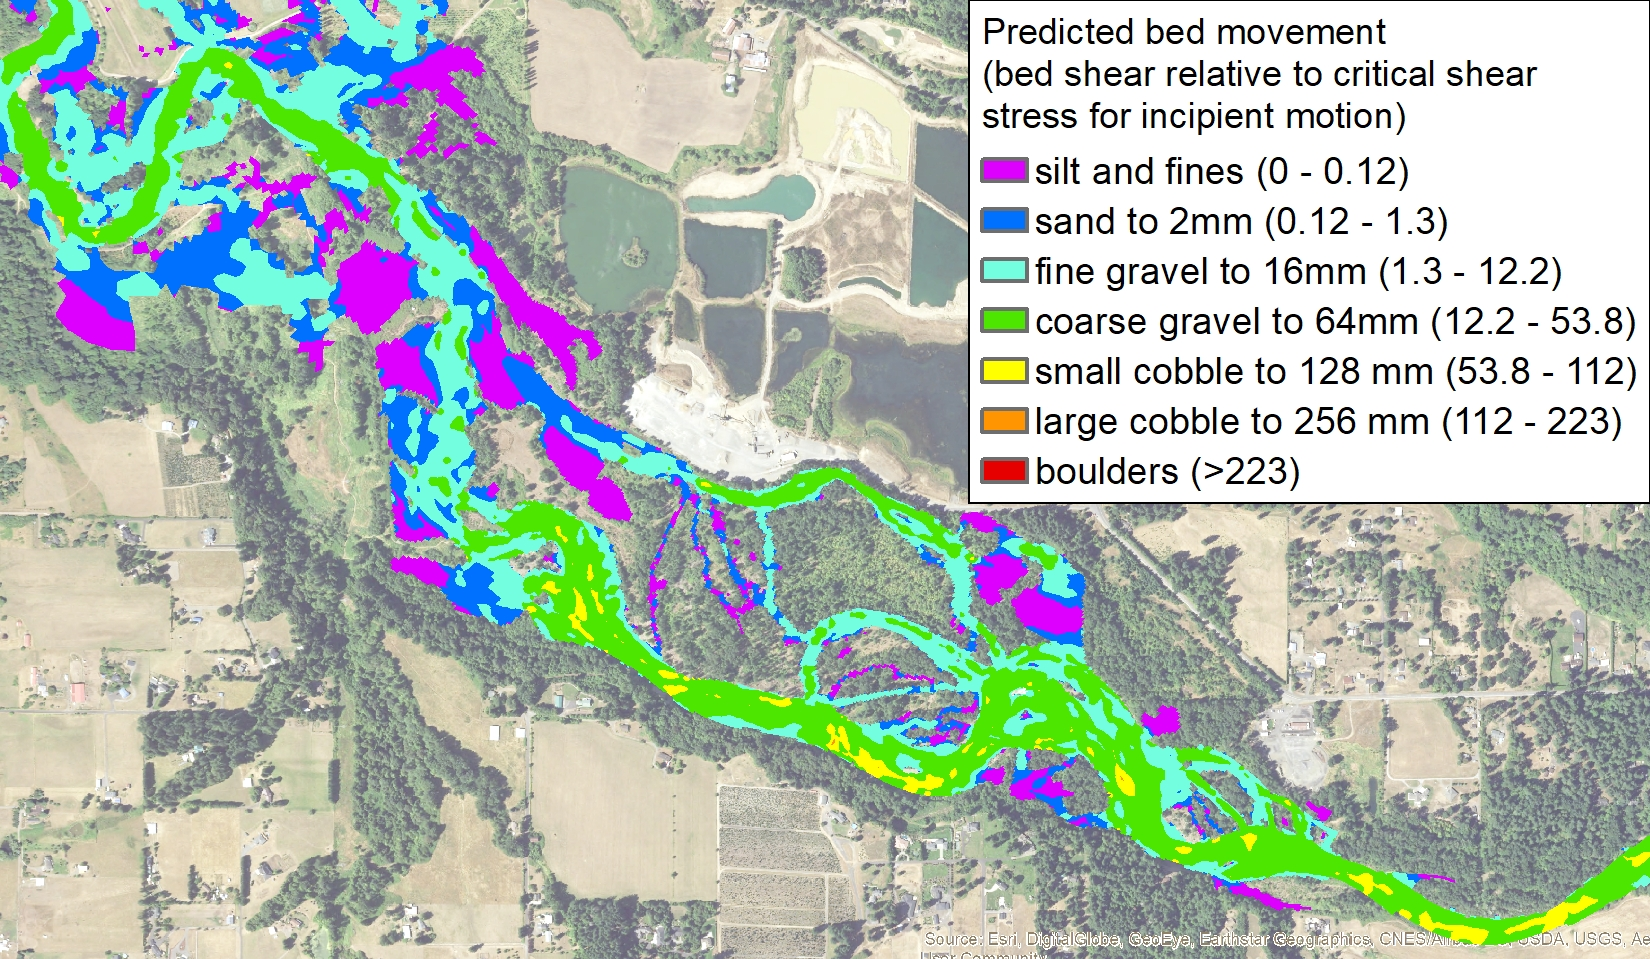 Predicted bed movement
(bed shear relative to critical shear
stress for incipient motion)
silt and fines (0 - 0.12)
sand to 2mm (0.12 - 1.3)
fine gravel to 16mm (1.3 - 12.2)
coarse gravel to 64mm (12.2 - 53.8)
small cobble to 128 mm (53.8 - 112)
large cobble to 256 mm (112 - 223)
boulders (>223)
Source: Esri, DigitalGlobe, GeoEye, Earthstar Geographics, USDA, USGS,
User Community